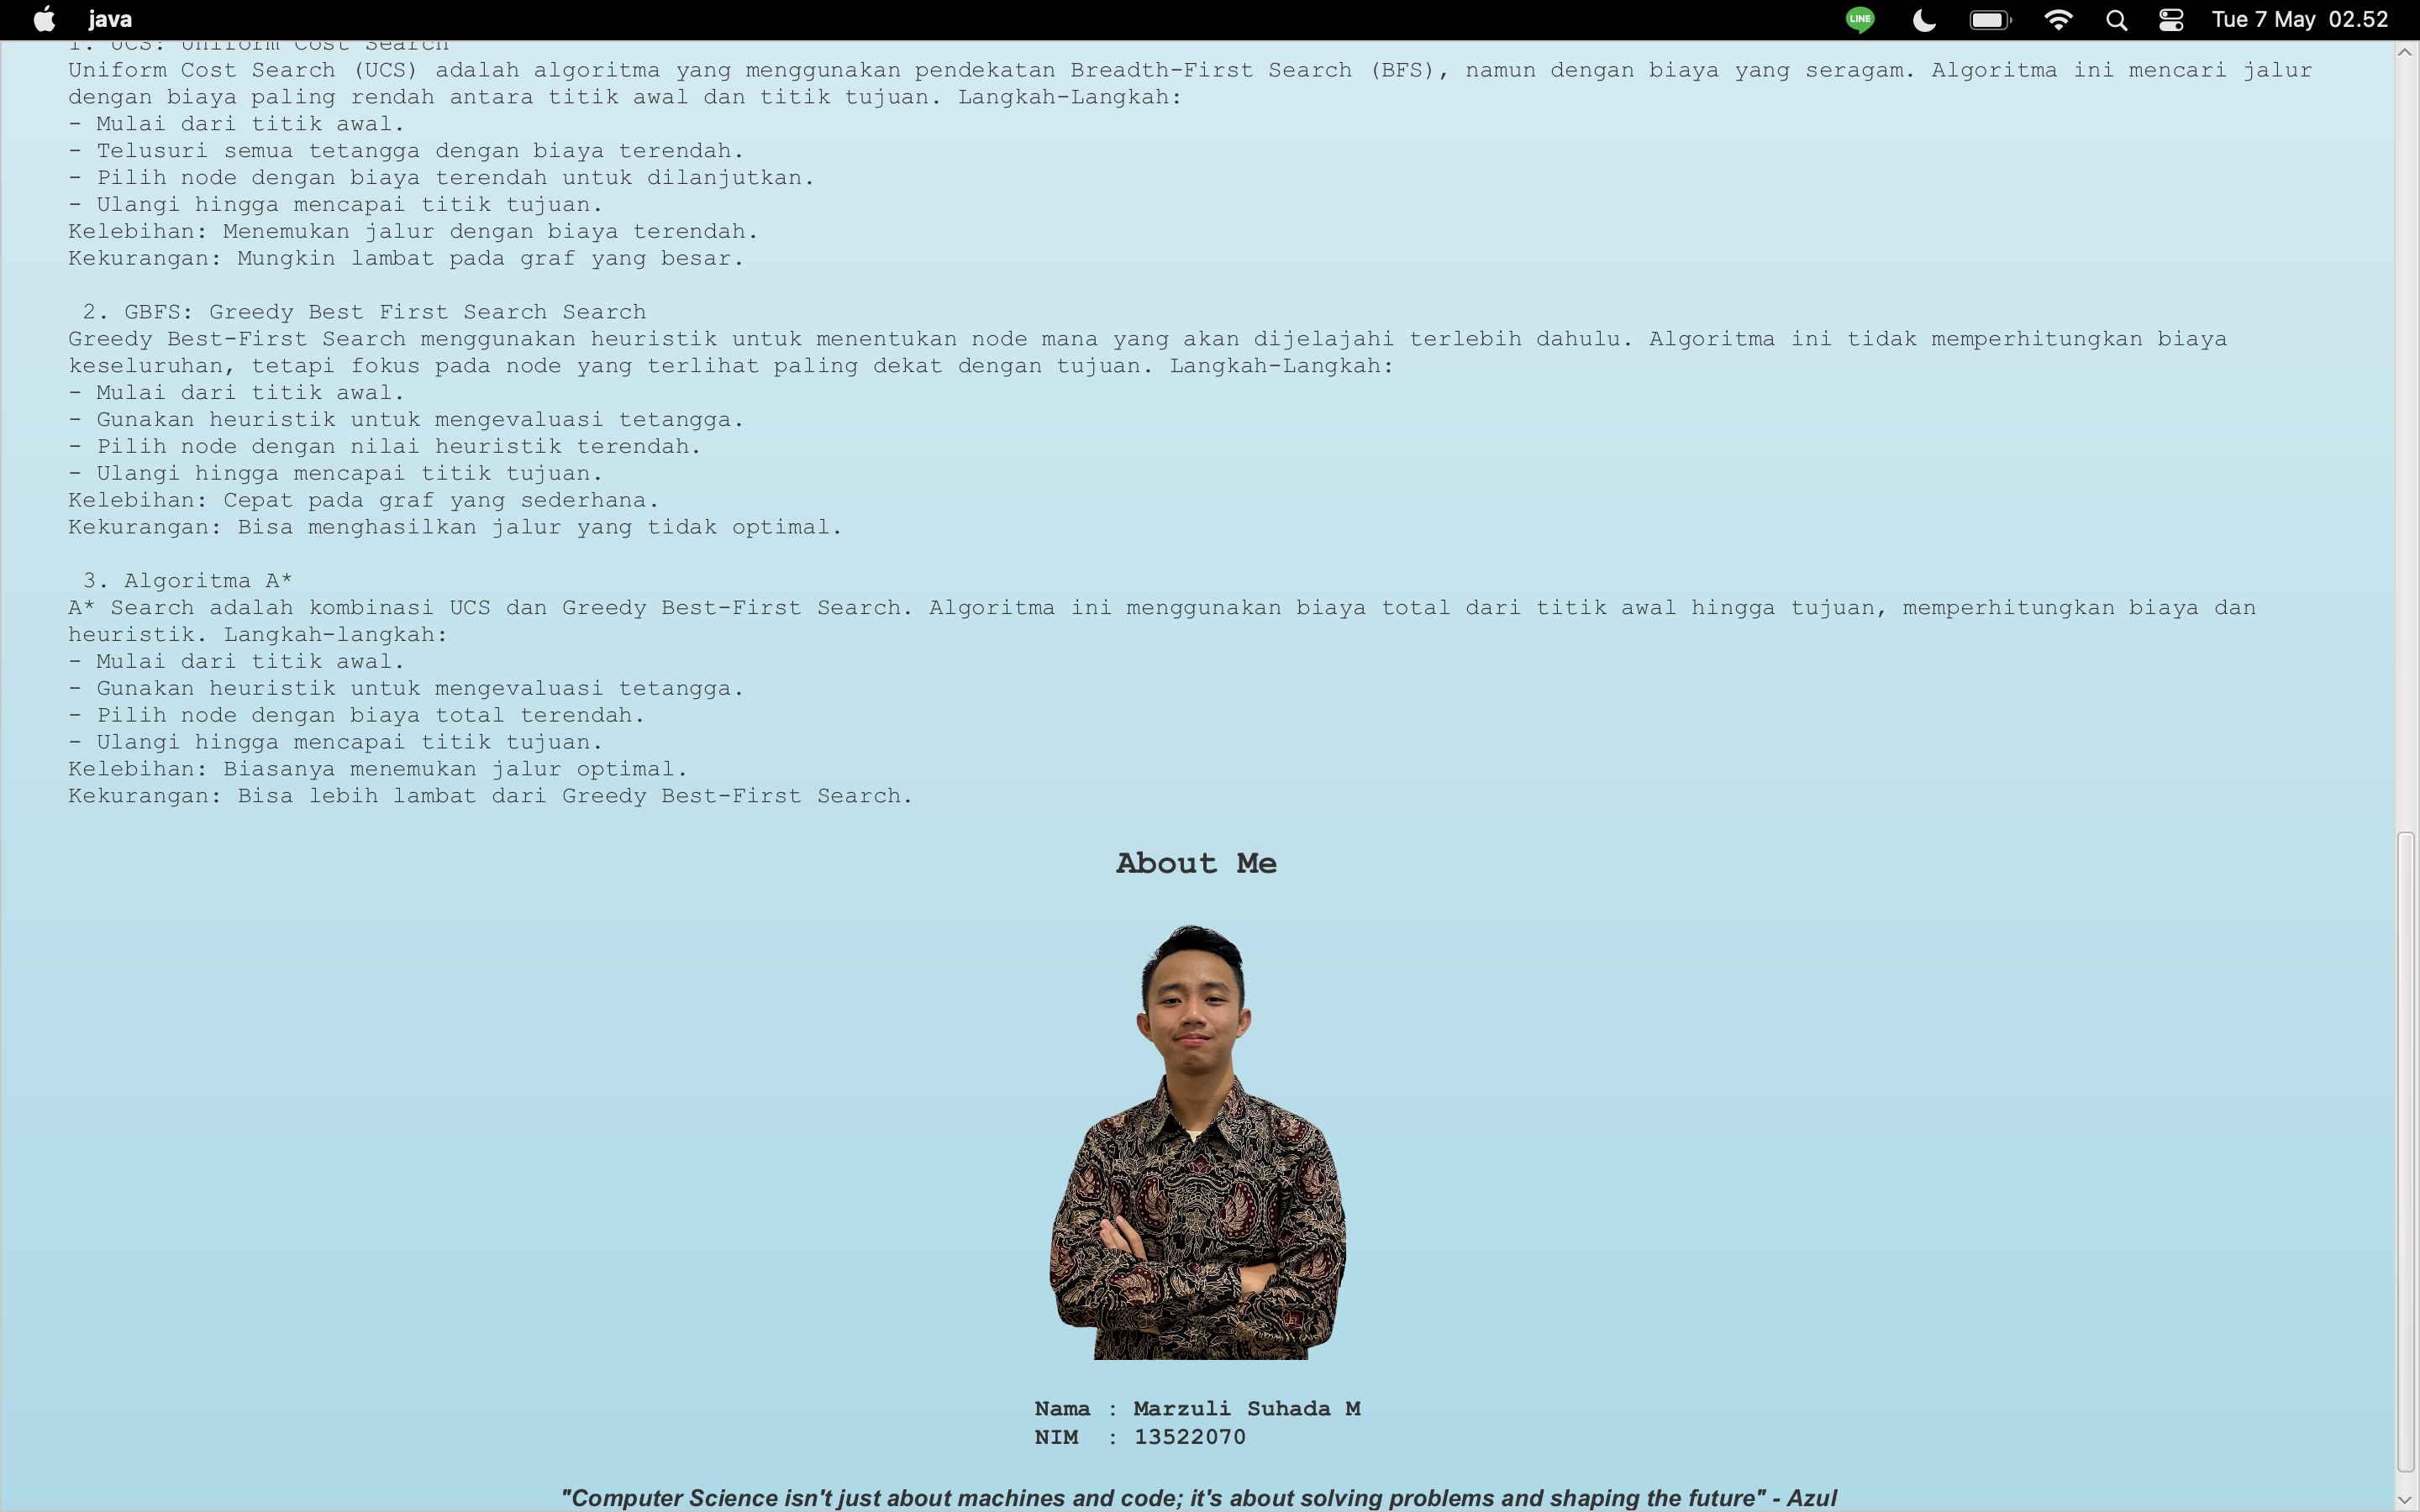 java
LINE
Tue 7 May 02.52
1. UCS: Uniform Cost Search
Uniform Cost Search (UCS) adalah algoritma yang menggunakan pendekatan Breadth-First Search (BFS), namun dengan biaya yang seragam. Algoritma ini mencari jalur
dengan biaya paling rendah antara titik awal dan titik tujuan. Langkah-Langkah:
- Mulai dari titik awal.
- Telusuri semua tetangga dengan biaya terendah.
- Pilih node dengan biaya terendah untuk dilanjutkan.
- Ulangi hingga mencapai titik tujuan.
Kelebihan: Menemukan jalur dengan biaya terendah.
Kekurangan: Mungkin lambat pada graf yang besar.
2. GBFS: Greedy Best First Search Search
Greedy Best-First Search menggunakan heuristik untuk menentukan node mana yang akan dijelajahi terlebih dahulu. Algoritma ini tidak memperhitungkan biaya
keseluruhan, tetapi fokus pada node yang terlihat paling dekat dengan tujuan. Langkah-Langkah:
- Mulai dari titik awal.
- Gunakan heuristik untuk mengevaluasi tetangga.
- Pilih node dengan nilai heuristik terendah.
- Ulangi hingga mencapai titik tujuan.
Kelebihan: Cepat pada graf yang sederhana.
Kekurangan: Bisa menghasilkan jalur yang tidak optimal.
3. Algoritma A*
A* Search adalah kombinasi UCS dan Greedy Best-First Search. Algoritma ini menggunakan biaya total dari titik awal hingga tujuan, memperhitungkan biaya dan
heuristik. Langkah-langkah:
- Mulai dari titik awal.
- Gunakan heuristik untuk mengevaluasi tetangga.
- Pilih node dengan biaya total terendah.
- Ulangi hingga mencapai titik tujuan.
Kelebihan: Biasanya menemukan jalur optimal.
Kekurangan: Bisa lebih lambat dari Greedy Best-First Search.
About Me
Nama : Marzuli Suhada M
NIM : 13522070
"Computer Science isn't just about machines and code; it's about solving problems and shaping the future" - Azul